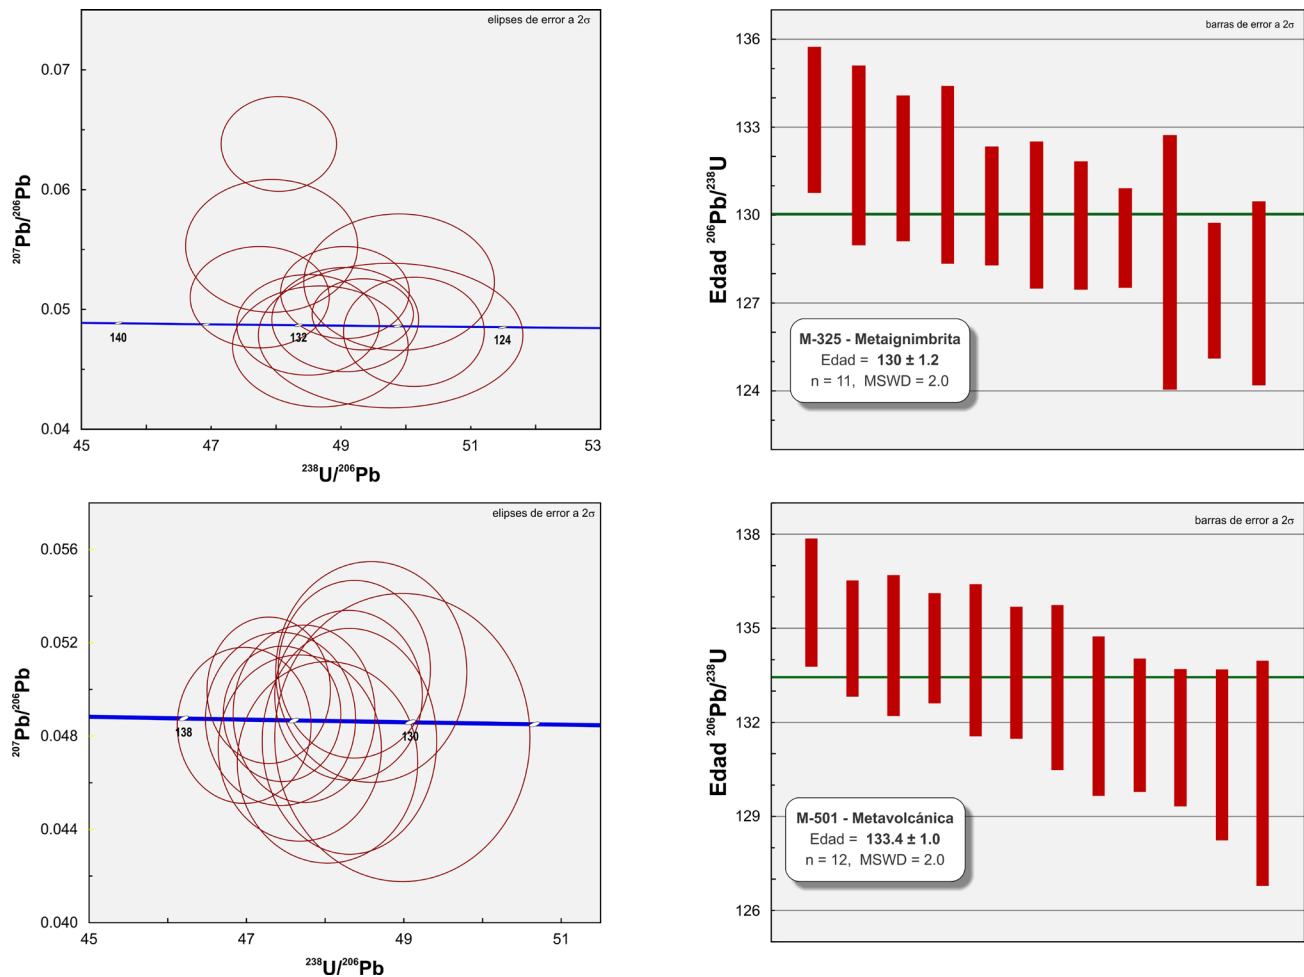 elipses de error a 2σ
0.07
0.06
0.05
0.04
²⁰⁷Pb/²⁰⁶Pb
140
132
124
45
47
49
51
53
²³⁸U/²⁰⁶Pb
barras de error a 2σ
136
133
130
127
124
Edad ²⁰⁶Pb/²³⁸U
M-325 - Metaignimbrita
Edad = 130 ± 1.2
n = 11, MSWD = 2.0
elipses de error a 2σ
0.056
0.052
0.048
0.044
0.040
²⁰⁷Pb/²⁰⁶Pb
138
130
45
47
49
51
²³⁸U/²⁰⁶Pb
barras de error a 2σ
138
135
132
129
126
Edad ²⁰⁶Pb/²³⁸U
M-501 - Metavolcánica
Edad = 133.4 ± 1.0
n = 12, MSWD = 2.0